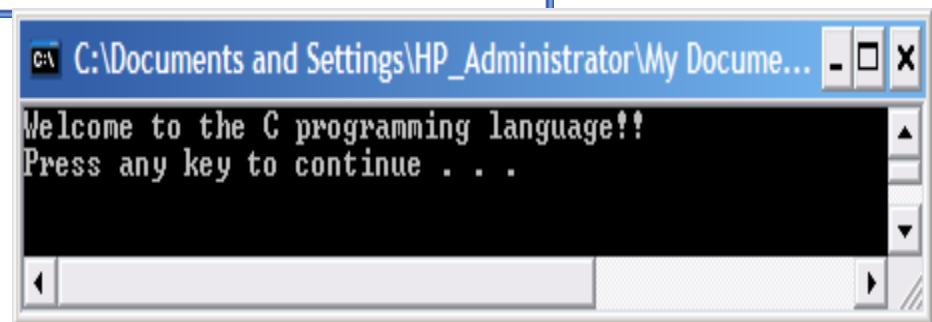 C:\Documents and Settings\HP_Administrator\My Docume...
Welcome to the C programming language!!
Press any key to continue . . .